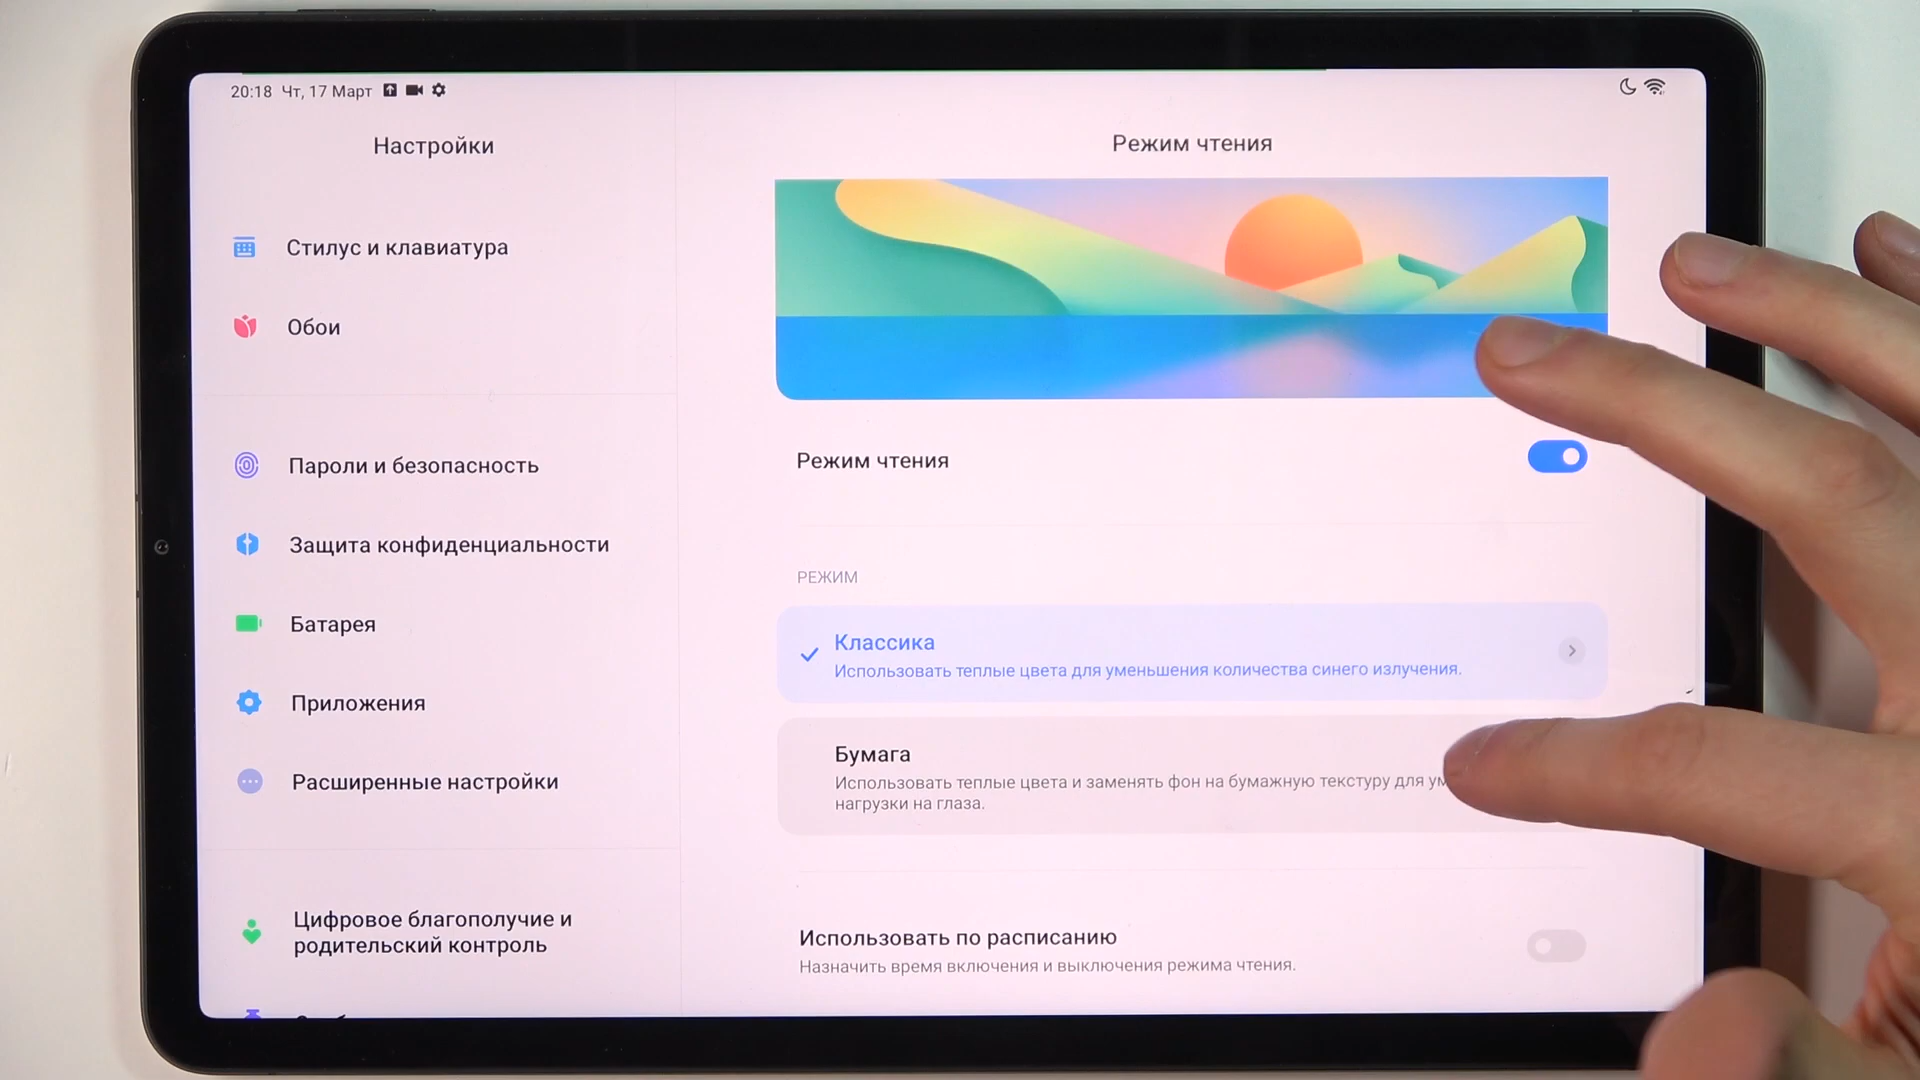 20:18 Чт, 17 Март
Настройки
Стилус и клавиатура
Обои
Пароли и безопасность
Защита конфиденциальности
Батарея
Приложения
Расширенные настройки
Цифровое благополучие и
родительский контроль
Режим чтения
Режим чтения
РЕЖИМ
Классика
Использовать теплые цвета для уменьшения количества синего излучения.
Бумага
Использовать теплые цвета и заменять фон на бумажную текстуру для
нагрузки на глаза.
Использовать по расписанию
Назначить время включения и выключения режима чтения.